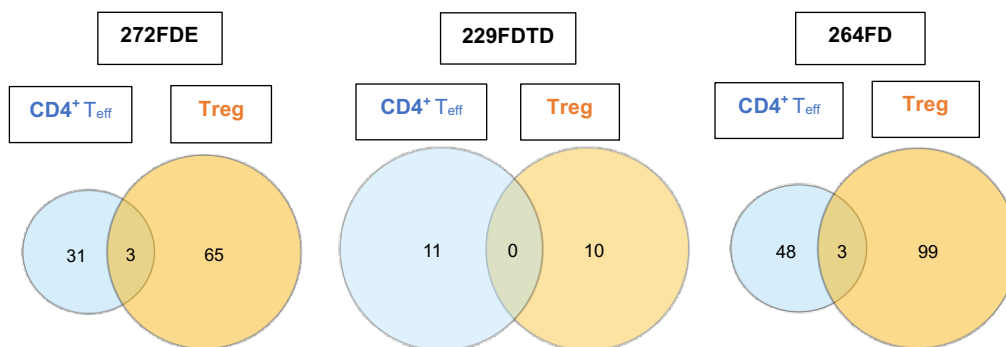 272FDE 229FDTD 264FD
CD4⁺ Teff Treg CD4⁺ Teff Treg CD4⁺ Teff Treg
31 3 65 11 0 10 48 3 99